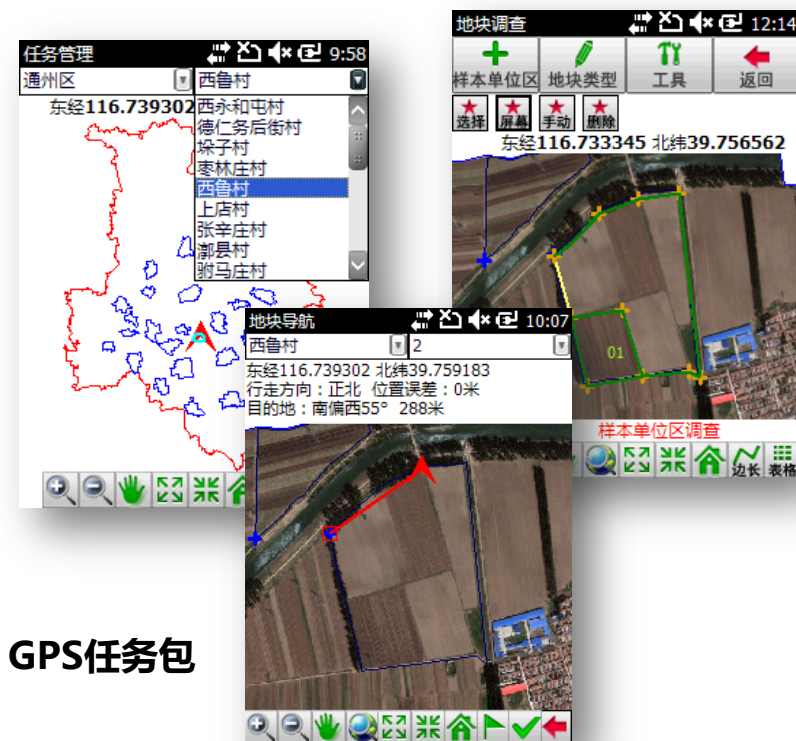 任务管理 9:58
通州区 西鲁村
东经116.739302
西永和屯村
德仁务后街村
垛子村
枣林庄村
西鲁村
上店村
张辛庄村
漷县村
驸马庄村
地块调查 12:14
样本单位区 地块类型 工具 返回
选择 屏幕 手动 删除
东经116.733345 北纬39.756562
01
样本单位区调查
边长 表格
地块导航 10:07
西鲁村 2
东经116.739302 北纬39.759183
行走方向：正北 位置误差：0米
目的地：南偏西55° 288米
GPS任务包